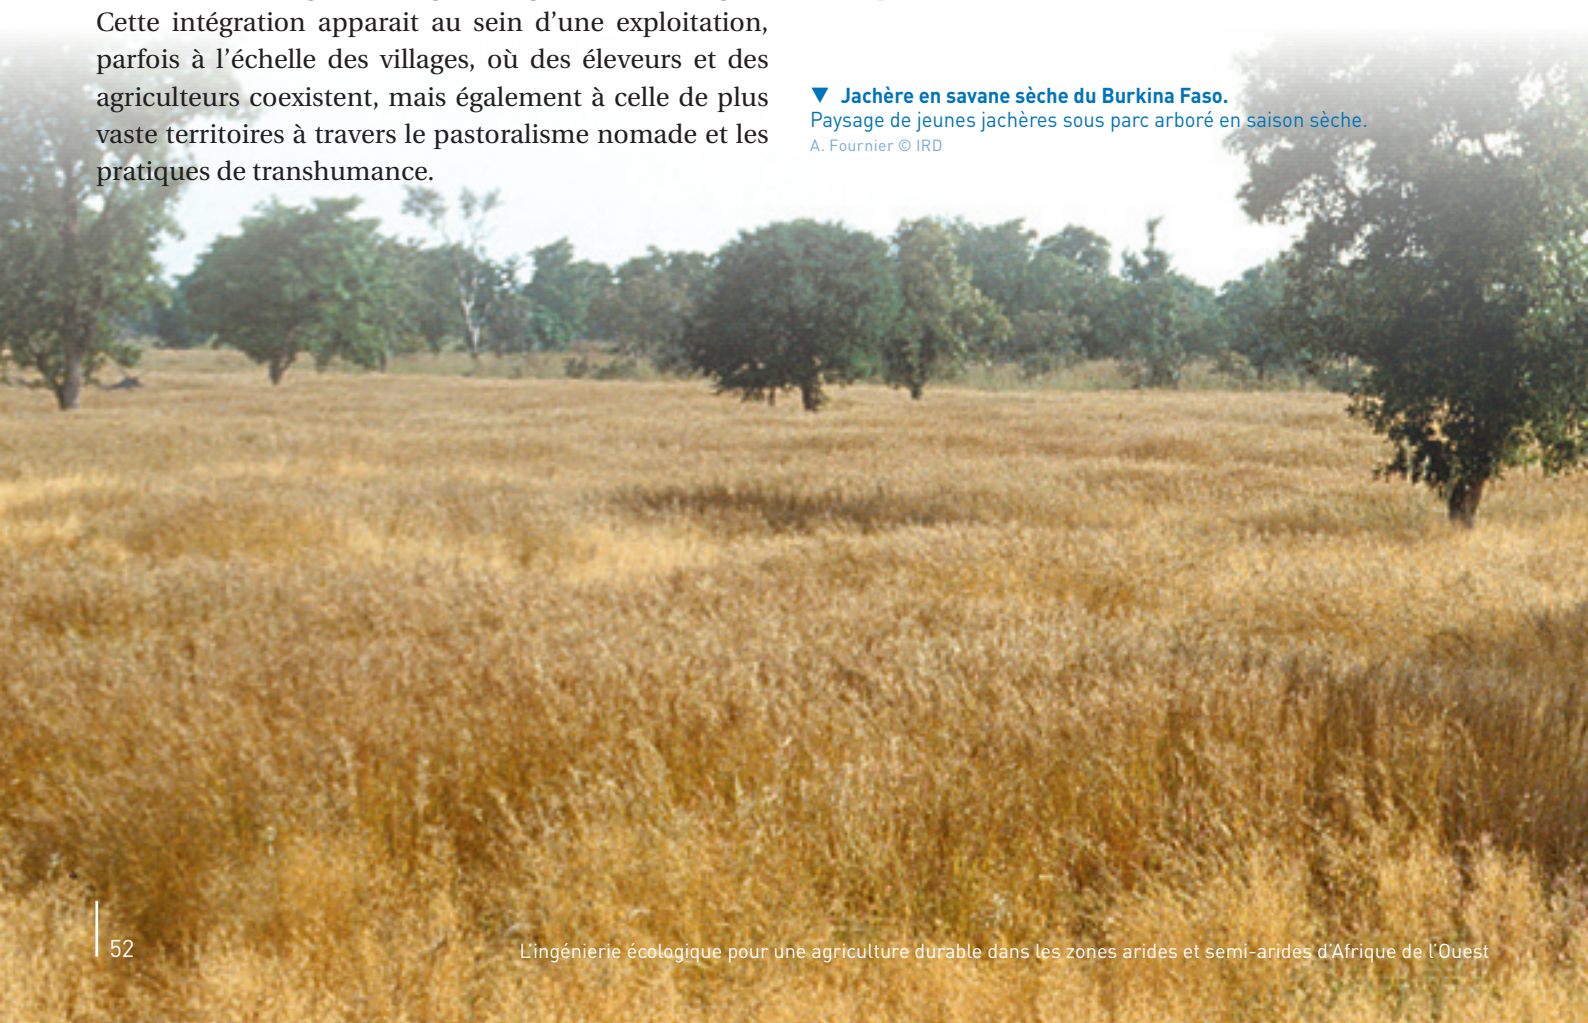 Cette intégration apparait au sein d’une exploitation,
parfois à l’échelle des villages, où des éleveurs et des
agriculteurs coexistent, mais également à celle de plus
vaste territoires à travers le pastoralisme nomade et les
pratiques de transhumance.
▼ Jachère en savane sèche du Burkina Faso.
Paysage de jeunes jachères sous parc arboré en saison sèche.
A. Fournier © IRD
52
L’ingénierie écologique pour une agriculture durable dans les zones arides et semi-arides d’Afrique de l’Ouest